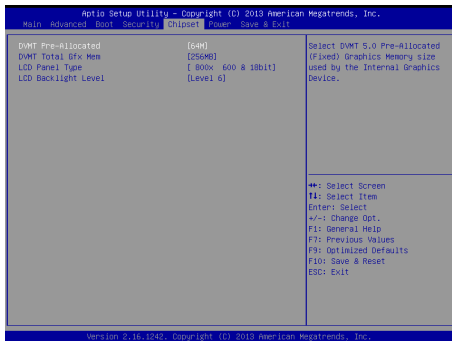 Aptio Setup Utility – Copyright (C) 2013 American Megatrends, Inc.
Main Advanced Boot Security Chipset Power Save & Exit
DVMT Pre-Allocated [64M]
DVMT Total Gfx Mem [256MB]
LCD Panel Type [ 800x 600 & 18bit]
LCD Backlight Level [Level 6]
Select DVMT 5.0 Pre-Allocated
(Fixed) Graphics Memory size
used by the Internal Graphics
Device.
→←: Select Screen
↑↓: Select Item
Enter: Select
+/-: Change Opt.
F1: General Help
F7: Previous Values
F9: Optimized Defaults
F10: Save & Reset
ESC: Exit
Version 2.16.1242. Copyright (C) 2013 American Megatrends, Inc.